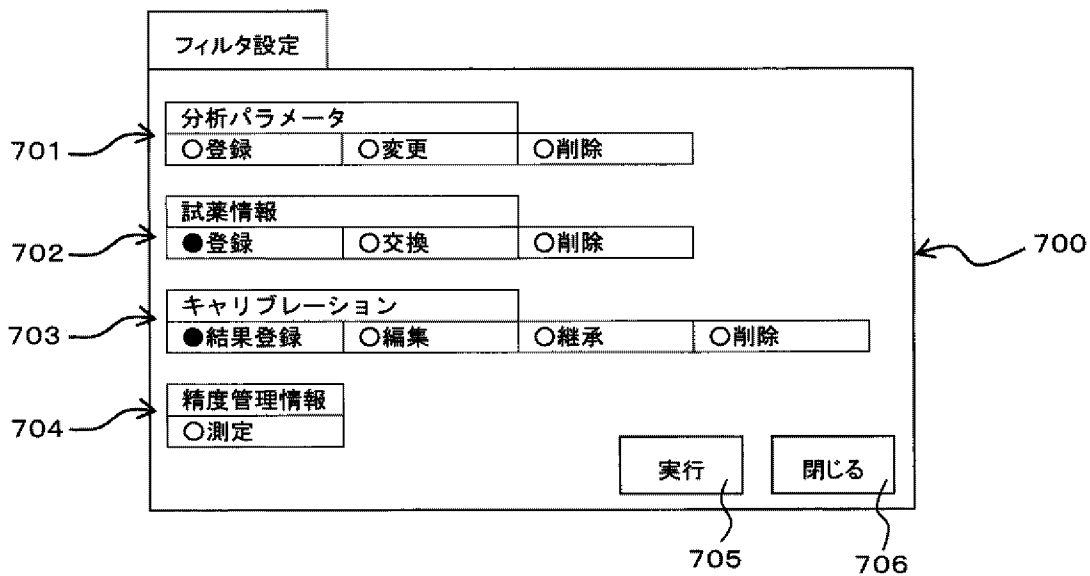 フィルタ設定
分析パラメータ
701
○登録 ○変更 ○削除
試薬情報
702
●登録 ○交換 ○削除
700
キャリブレーション
703
●結果登録 ○編集 ○継承 ○削除
精度管理情報
704
○測定
実行 閉じる
705
706